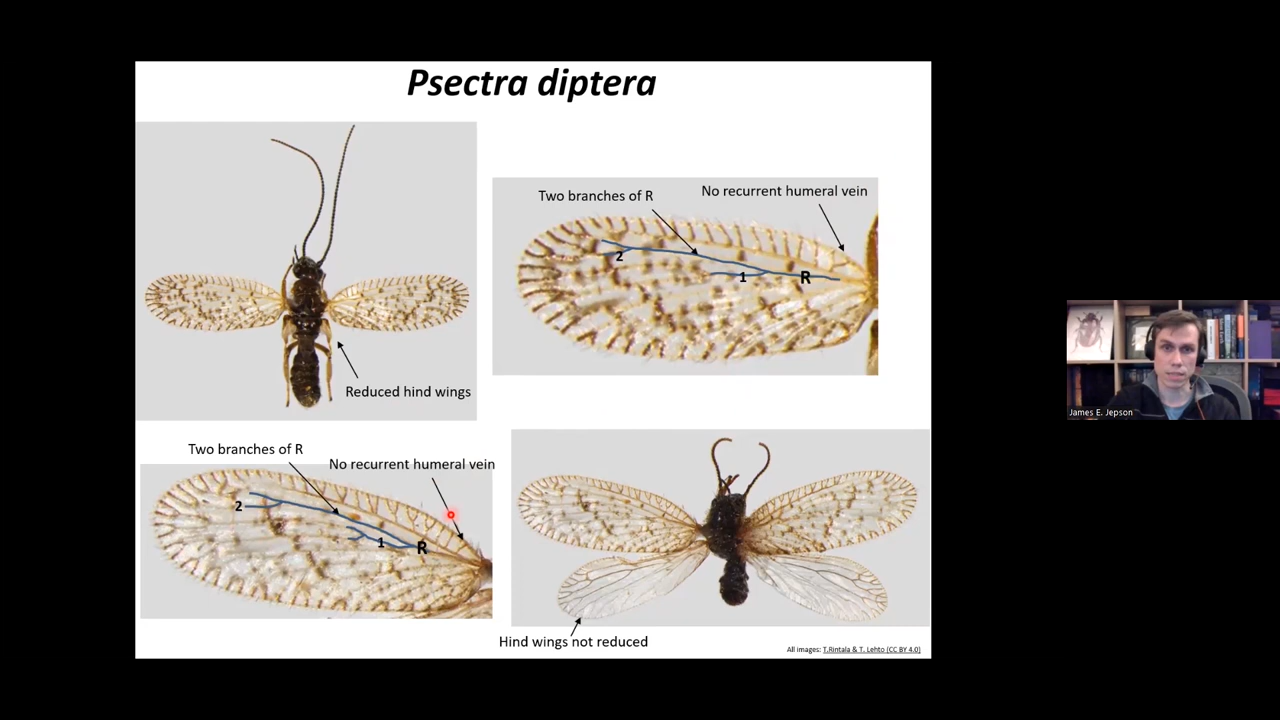 Psectra diptera
Two branches of R
No recurrent humeral vein
2
1
R
Reduced hind wings
Two branches of R
No recurrent humeral vein
2
1
R
Hind wings not reduced
All images: T.Rintala & T. Lehto (CC BY 4.0)
James E. Jepson